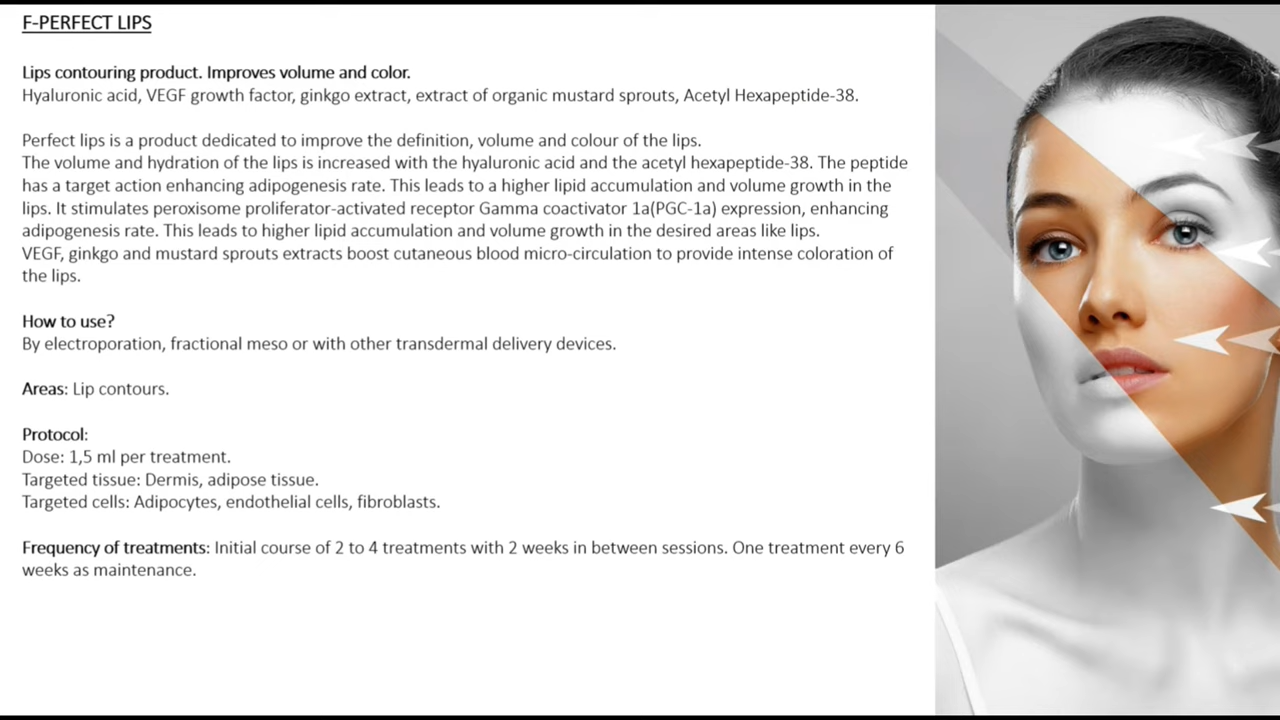 F-PERFECT LIPS
Lips contouring product. Improves volume and color.
Hyaluronic acid, VEGF growth factor, ginkgo extract, extract of organic mustard sprouts, Acetyl Hexapeptide-38.
Perfect lips is a product dedicated to improve the definition, volume and colour of the lips.
The volume and hydration of the lips is increased with the hyaluronic acid and the acetyl hexapeptide-38. The peptide
has a target action enhancing adipogenesis rate. This leads to a higher lipid accumulation and volume growth in the
lips. It stimulates peroxisome proliferator-activated receptor Gamma coactivator 1a(PGC-1a) expression, enhancing
adipogenesis rate. This leads to higher lipid accumulation and volume growth in the desired areas like lips.
VEGF, ginkgo and mustard sprouts extracts boost cutaneous blood micro-circulation to provide intense coloration of
the lips.
How to use?
By electroporation, fractional meso or with other transdermal delivery devices.
Areas: Lip contours.
Protocol:
Dose: 1,5 ml per treatment.
Targeted tissue: Dermis, adipose tissue.
Targeted cells: Adipocytes, endothelial cells, fibroblasts.
Frequency of treatments: Initial course of 2 to 4 treatments with 2 weeks in between sessions. One treatment every 6
weeks as maintenance.